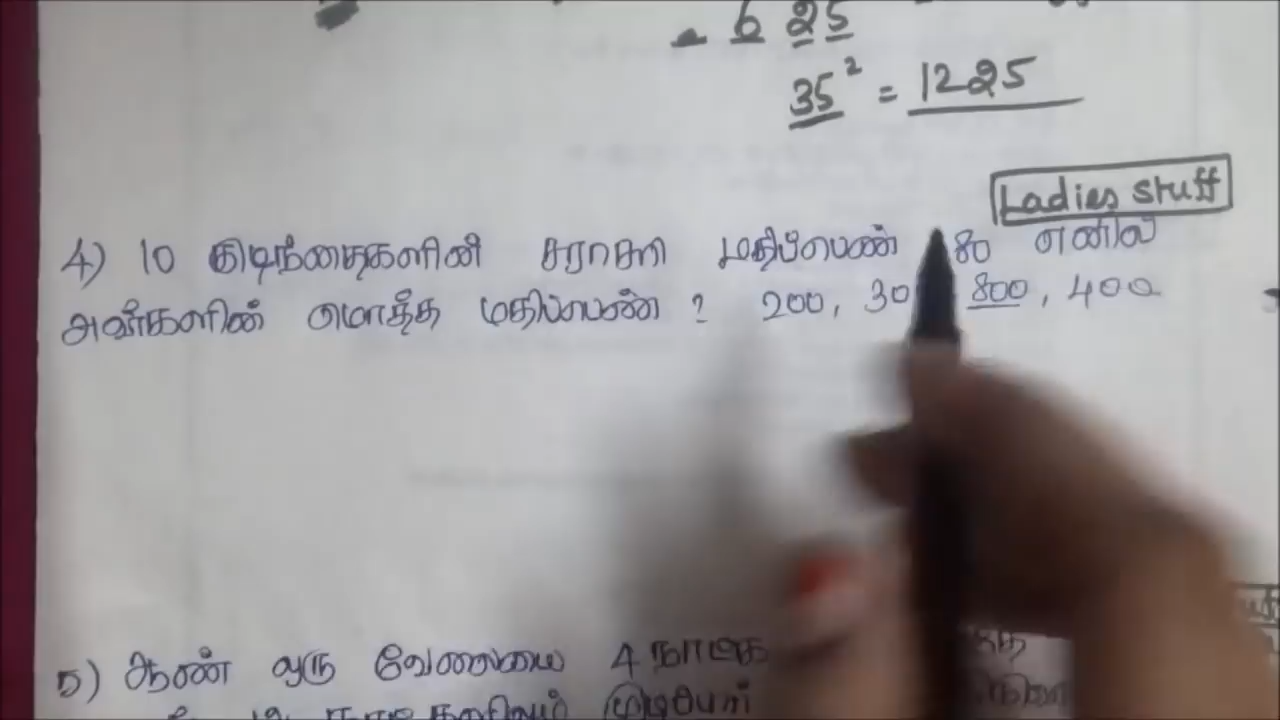 625
35² = 1225
Ladies Stuff
4) 10 குழந்தைகளின் சராசரி மதிப்பெண் 80 எனில்
அவர்களின் மொத்த மதிப்பெண் ? 200, 30 800, 400
5) ஆண் ஒரு வேலையை 4 நாட்க
முடிப்பர்